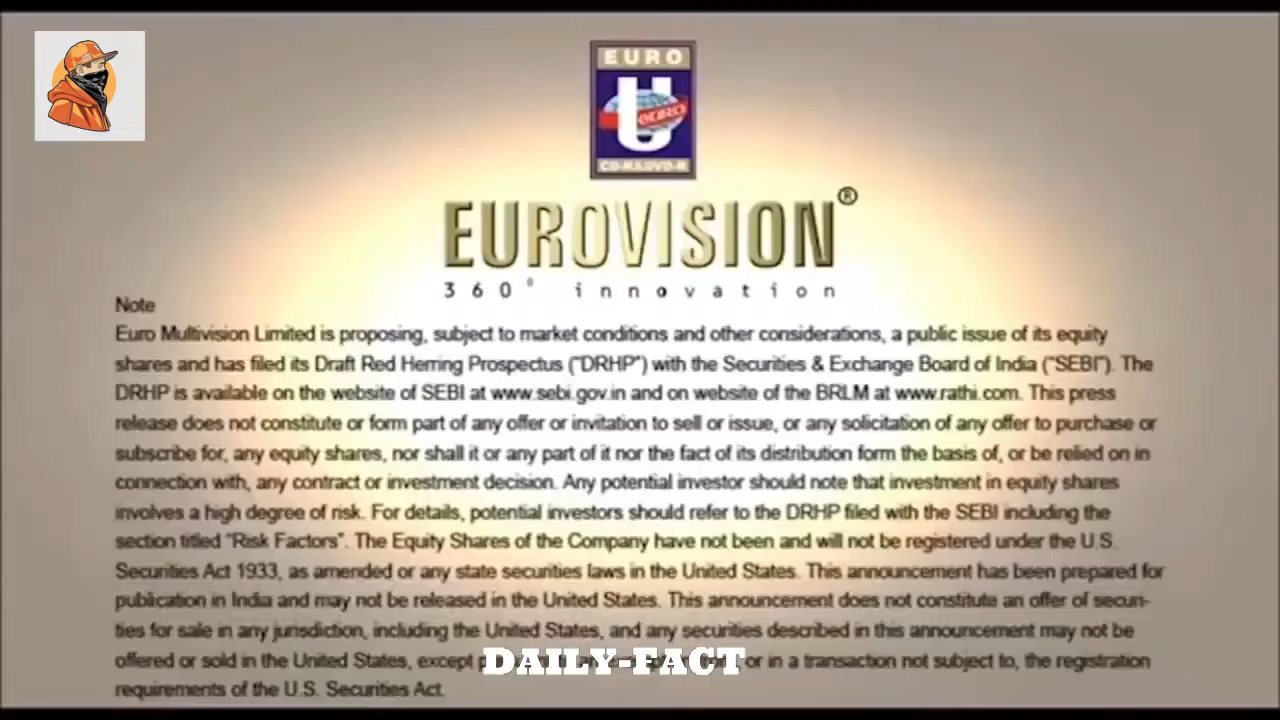 EURO
U
EURO
CD-R & DVD-R
EUROVISION®
360° innovation
Note
Euro Multivision Limited is proposing, subject to market conditions and other considerations, a public issue of its equity
shares and has filed its Draft Red Herring Prospectus ("DRHP") with the Securities & Exchange Board of India ("SEBI"). The
DRHP is available on the website of SEBI at www.sebi.gov.in and on website of the BRLM at www.rathi.com. This press
release does not constitute or form part of any offer or invitation to sell or issue, or any solicitation of any offer to purchase or
subscribe for, any equity shares, nor shall it or any part of it nor the fact of its distribution form the basis of, or be relied on in
connection with, any contract or investment decision. Any potential investor should note that investment in equity shares
involves a high degree of risk. For details, potential investors should refer to the DRHP filed with the SEBI including the
section titled "Risk Factors". The Equity Shares of the Company have not been and will not be registered under the U.S.
Securities Act 1933, as amended or any state securities laws in the United States. This announcement has been prepared for
publication in India and may not be released in the United States. This announcement does not constitute an offer of securi-
ties for sale in any jurisdiction, including the United States, and any securities described in this announcement may not be
offered or sold in the United States, except or in a transaction not subject to, the registration
DAILY-FACT
requirements of the U.S. Securities Act.